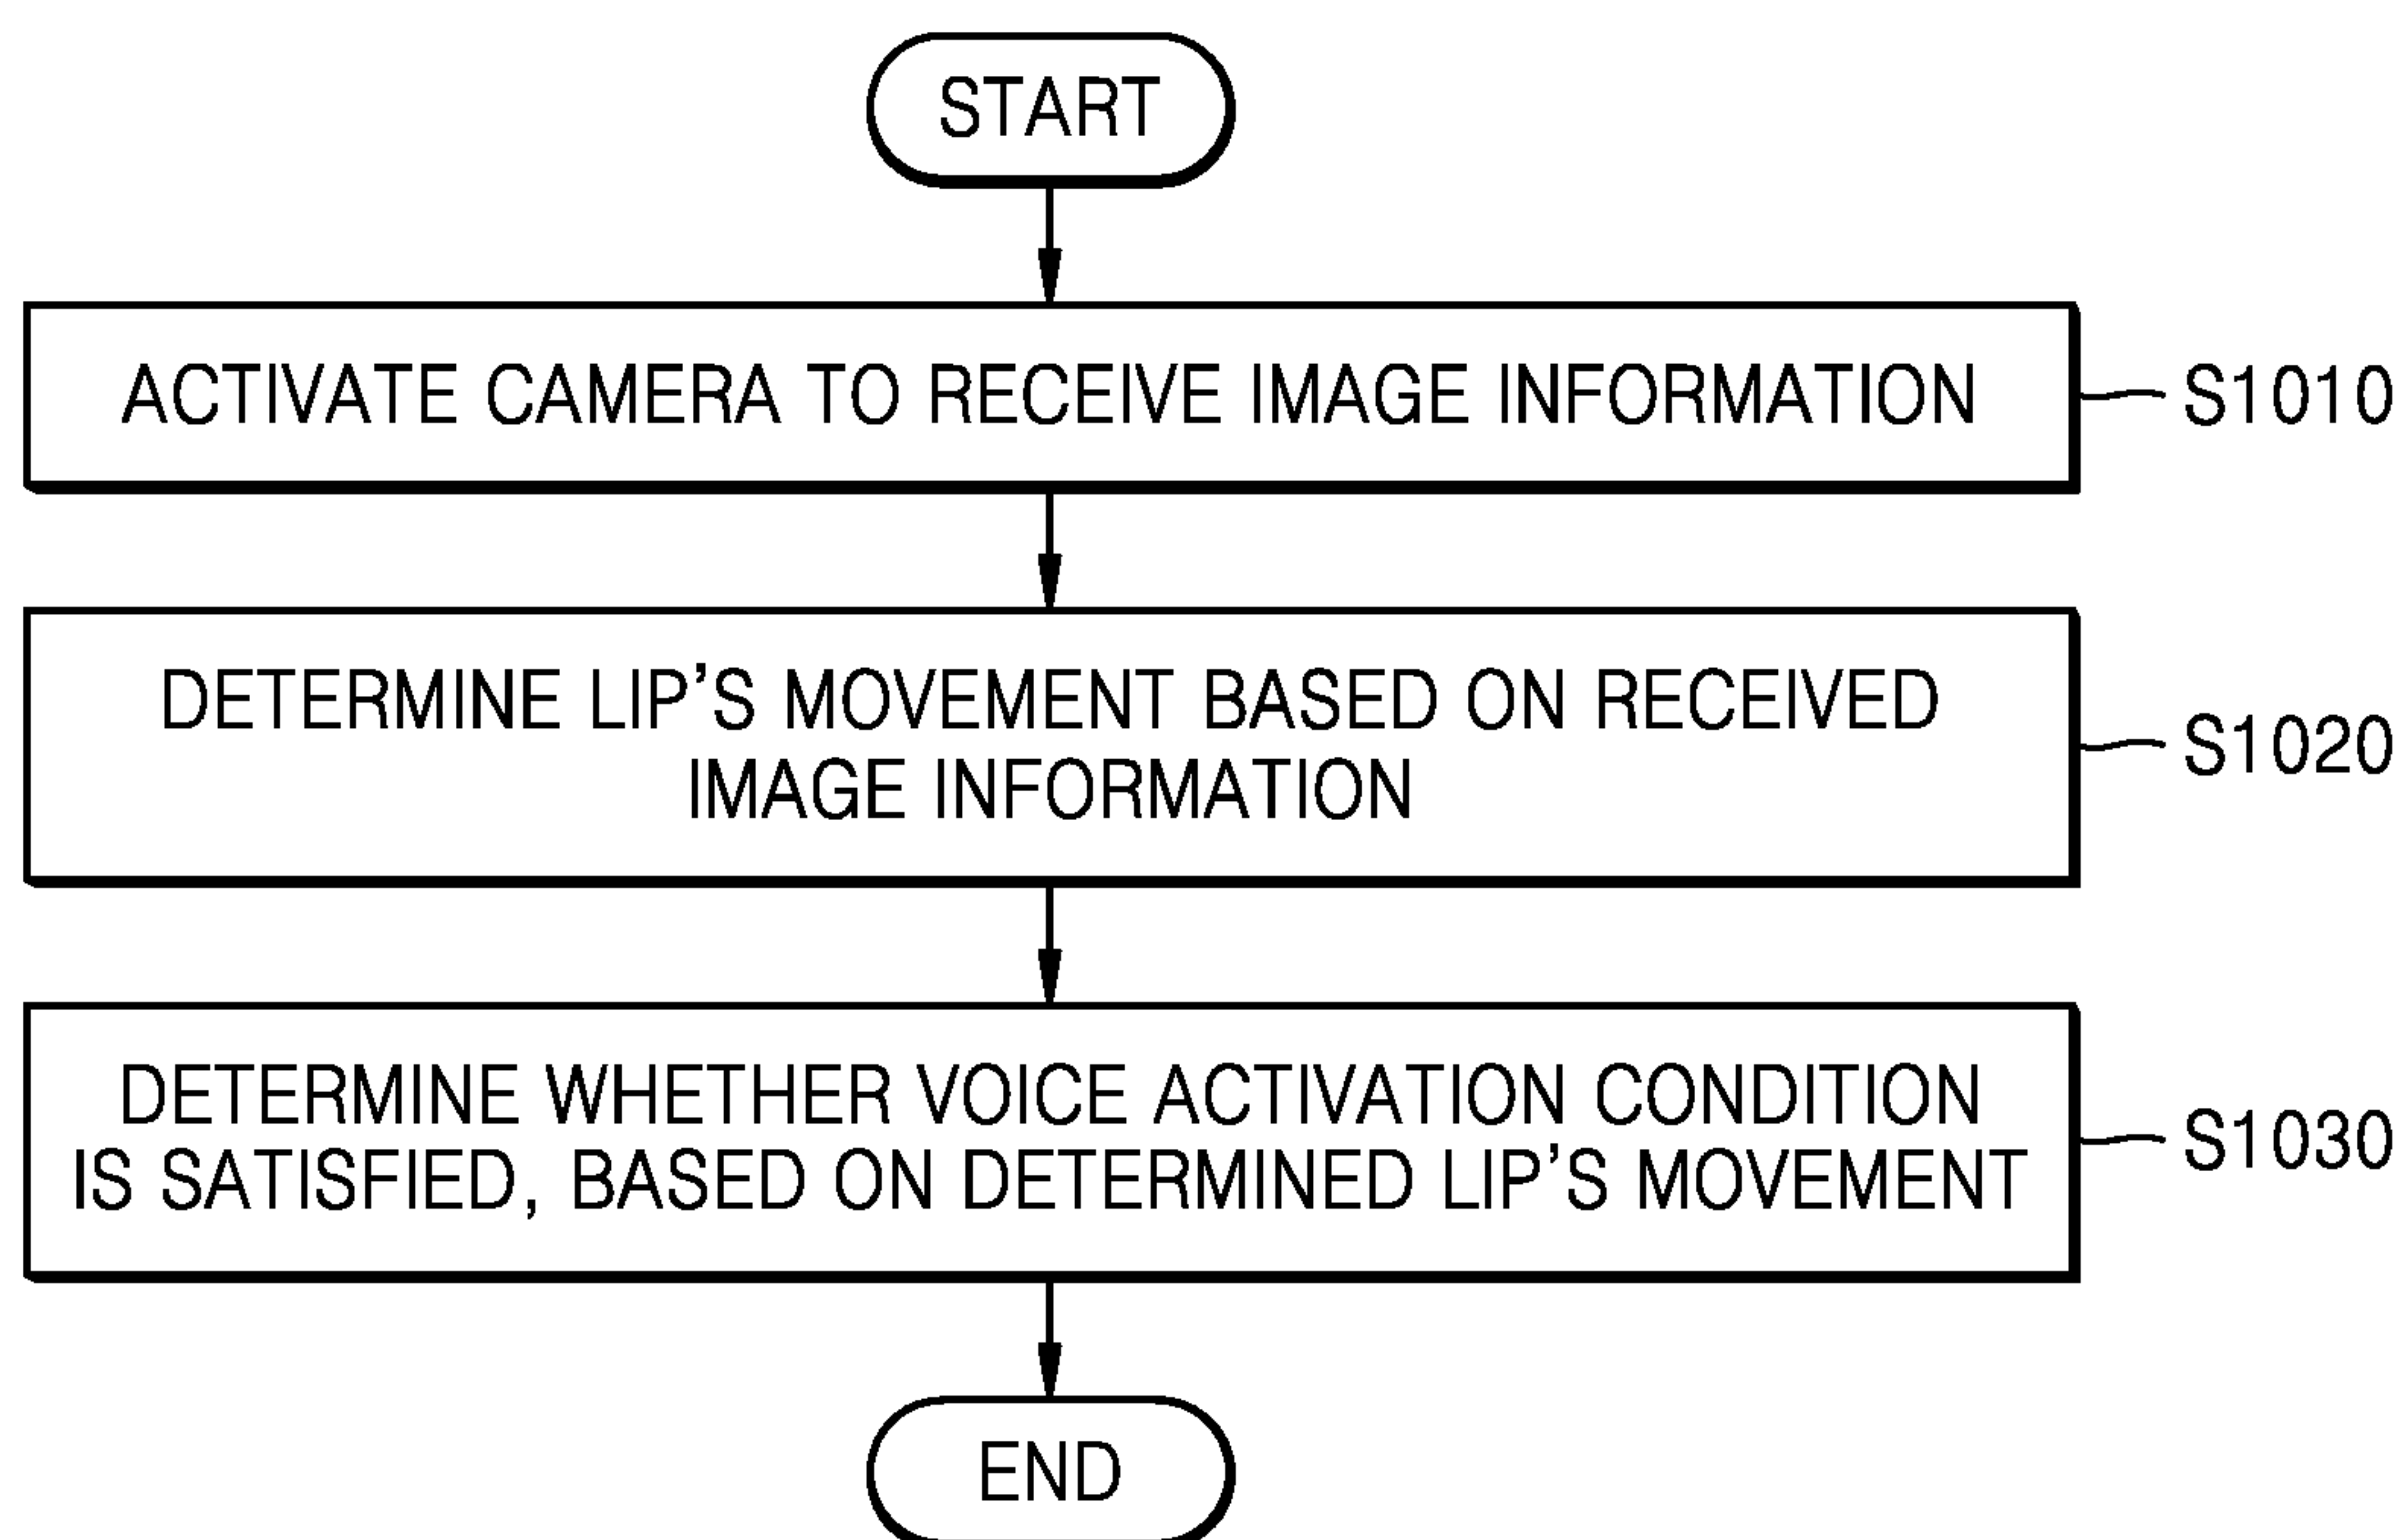 START
ACTIVATE CAMERA TO RECEIVE IMAGE INFORMATION
S1010
DETERMINE LIP'S MOVEMENT BASED ON RECEIVED
IMAGE INFORMATION
S1020
DETERMINE WHETHER VOICE ACTIVATION CONDITION
IS SATISFIED, BASED ON DETERMINED LIP'S MOVEMENT
S1030
END